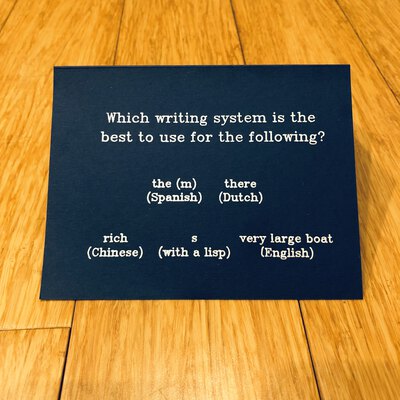 Which writing system is the
best to use for the following?
the (m) there
(Spanish) (Dutch)
rich s very large boat
(Chinese) (with a lisp) (English)